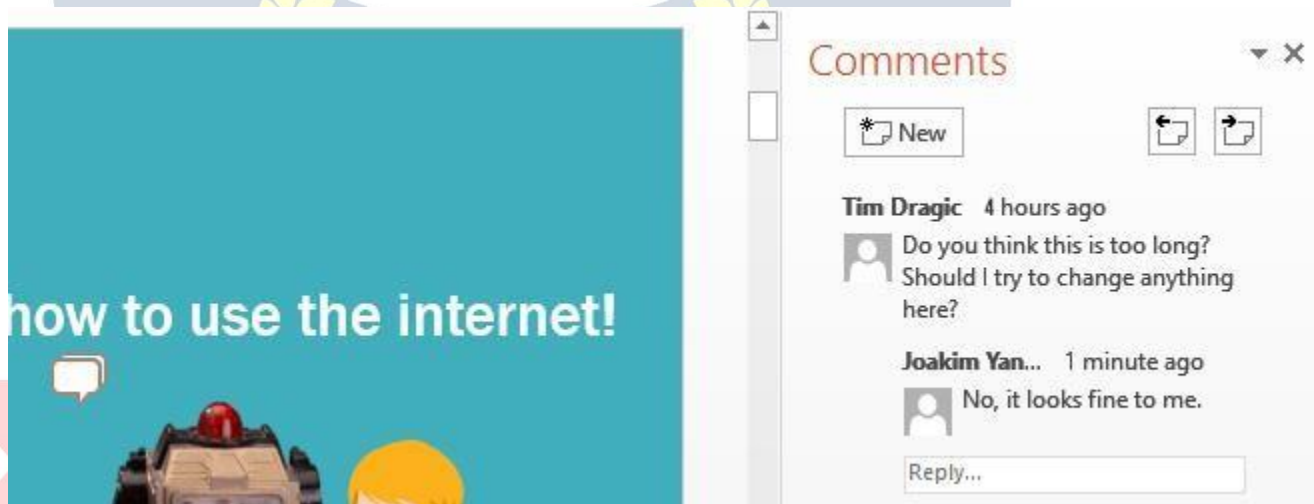 Comments
New
how to use the internet!
Tim Dragic 4 hours ago
Do you think this is too long?
Should I try to change anything
here?
Joakim Yan... 1 minute ago
No, it looks fine to me.
Reply...